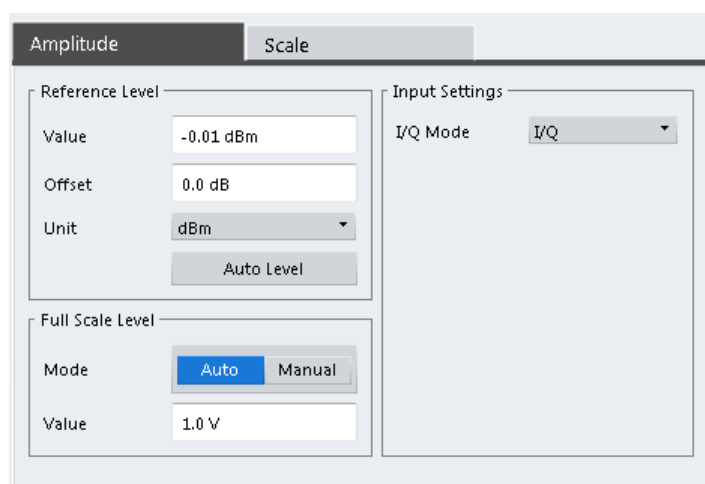 Amplitude Scale
Reference Level
Value -0.01 dBm
Offset 0.0 dB
Unit dBm
Auto Level
Full Scale Level
Mode Auto Manual
Value 1.0 V
Input Settings
I/Q Mode I/Q